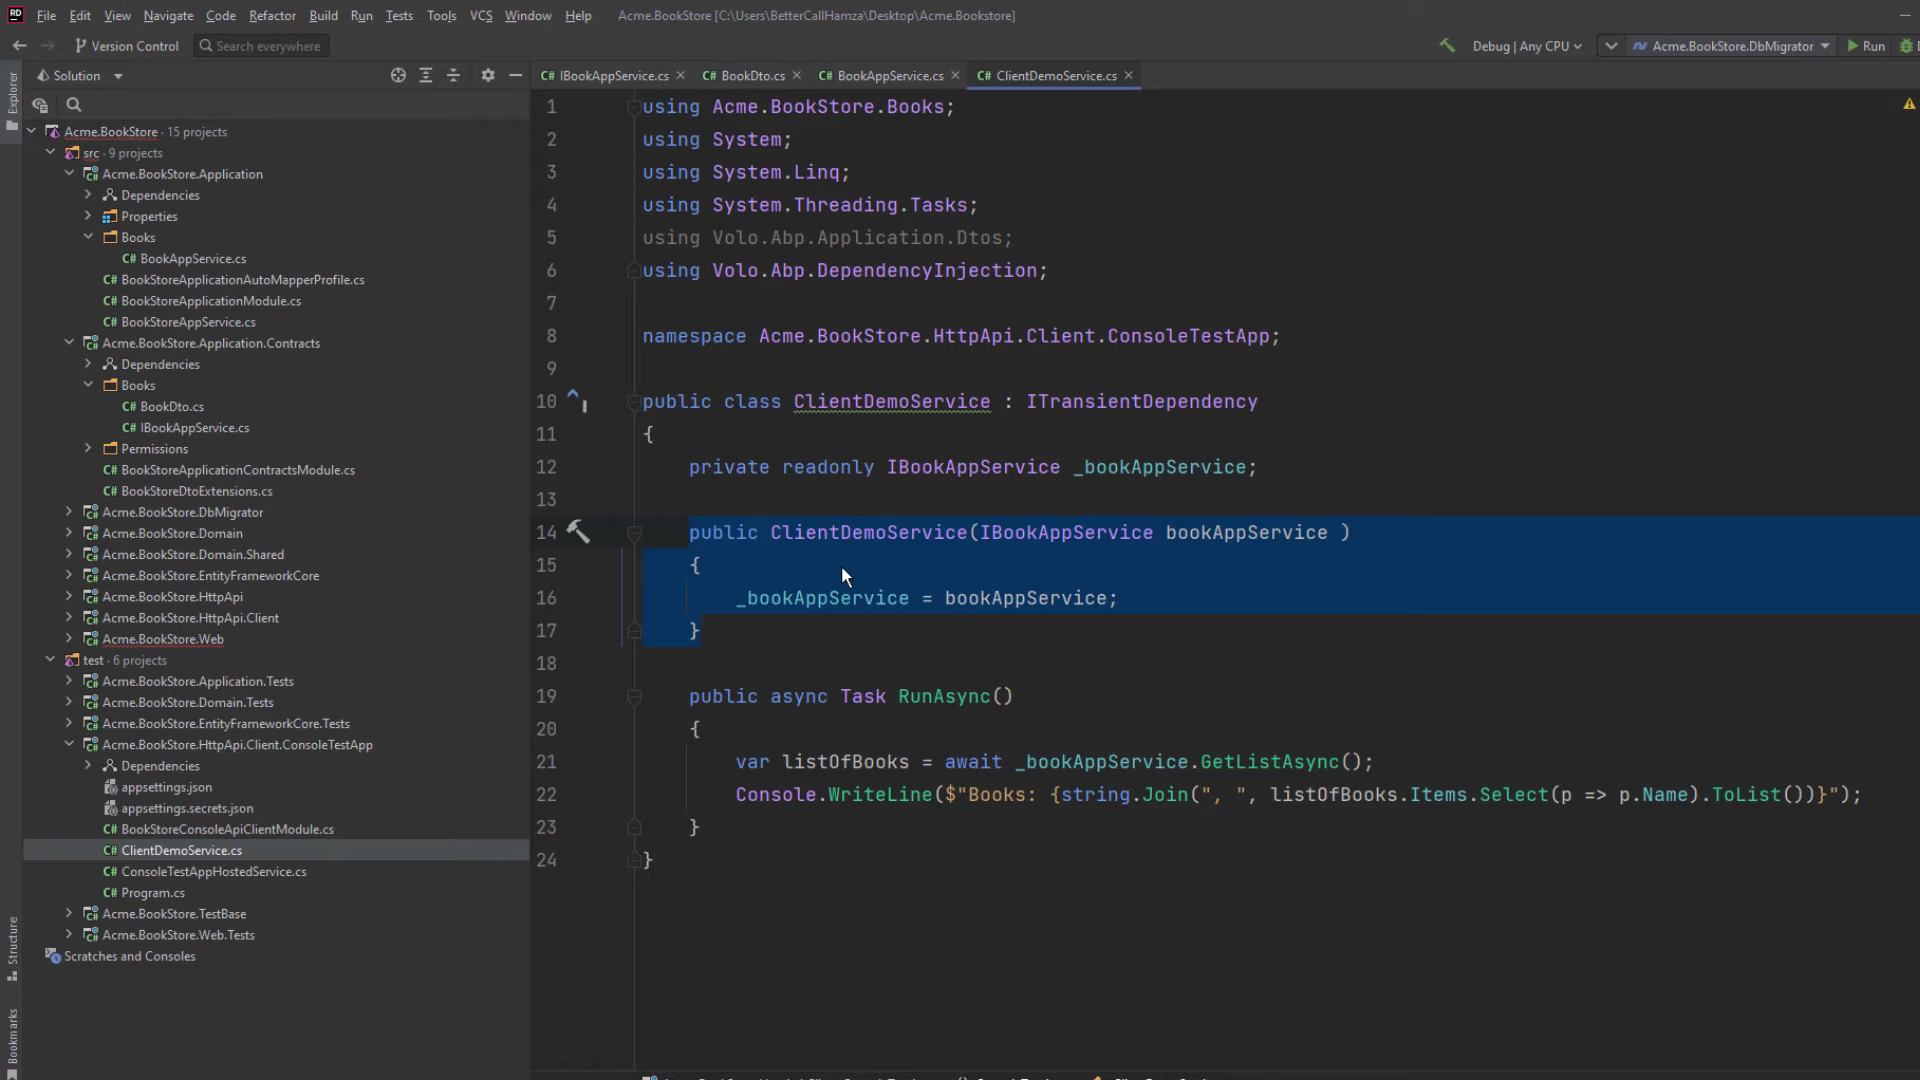 RD File Edit View Navigate Code Refactor Build Run Tests Tools VCS Window Help Acme.BookStore [C:\Users\BetterCallHamza\Desktop\Acme.Bookstore]
Version Control Search everywhere Debug | Any CPU Acme.BookStore.DbMigrator Run
Explorer
Solution
IBookAppService.cs BookDto.cs BookAppService.cs ClientDemoService.cs
Acme.BookStore · 15 projects
src · 9 projects
Acme.BookStore.Application
Dependencies
Properties
Books
C# BookAppService.cs
C# BookStoreApplicationAutoMapperProfile.cs
C# BookStoreApplicationModule.cs
C# BookStoreAppService.cs
Acme.BookStore.Application.Contracts
Dependencies
Books
C# BookDto.cs
C# IBookAppService.cs
Permissions
C# BookStoreApplicationContractsModule.cs
C# BookStoreDtoExtensions.cs
Acme.BookStore.DbMigrator
Acme.BookStore.Domain
Acme.BookStore.Domain.Shared
Acme.BookStore.EntityFrameworkCore
Acme.BookStore.HttpApi
Acme.BookStore.HttpApi.Client
Acme.BookStore.Web
test · 6 projects
Acme.BookStore.Application.Tests
Acme.BookStore.Domain.Tests
Acme.BookStore.EntityFrameworkCore.Tests
Acme.BookStore.HttpApi.Client.ConsoleTestApp
Dependencies
appsettings.json
appsettings.secrets.json
C# BookStoreConsoleApiClientModule.cs
C# ClientDemoService.cs
C# ConsoleTestAppHostedService.cs
C# Program.cs
Acme.BookStore.TestBase
Acme.BookStore.Web.Tests
Scratches and Consoles
Structure
Bookmarks
1 using Acme.BookStore.Books;
2 using System;
3 using System.Linq;
4 using System.Threading.Tasks;
5 using Volo.Abp.Application.Dtos;
6 using Volo.Abp.DependencyInjection;
7
8 namespace Acme.BookStore.HttpApi.Client.ConsoleTestApp;
9
10 public class ClientDemoService : ITransientDependency
11 {
12 private readonly IBookAppService _bookAppService;
13
14 public ClientDemoService(IBookAppService bookAppService )
15 {
16 _bookAppService = bookAppService;
17 }
18
19 public async Task RunAsync()
20 {
21 var listOfBooks = await _bookAppService.GetListAsync();
22 Console.WriteLine($"Books: {string.Join(", ", listOfBooks.Items.Select(p => p.Name).ToList())}");
23 }
24 }